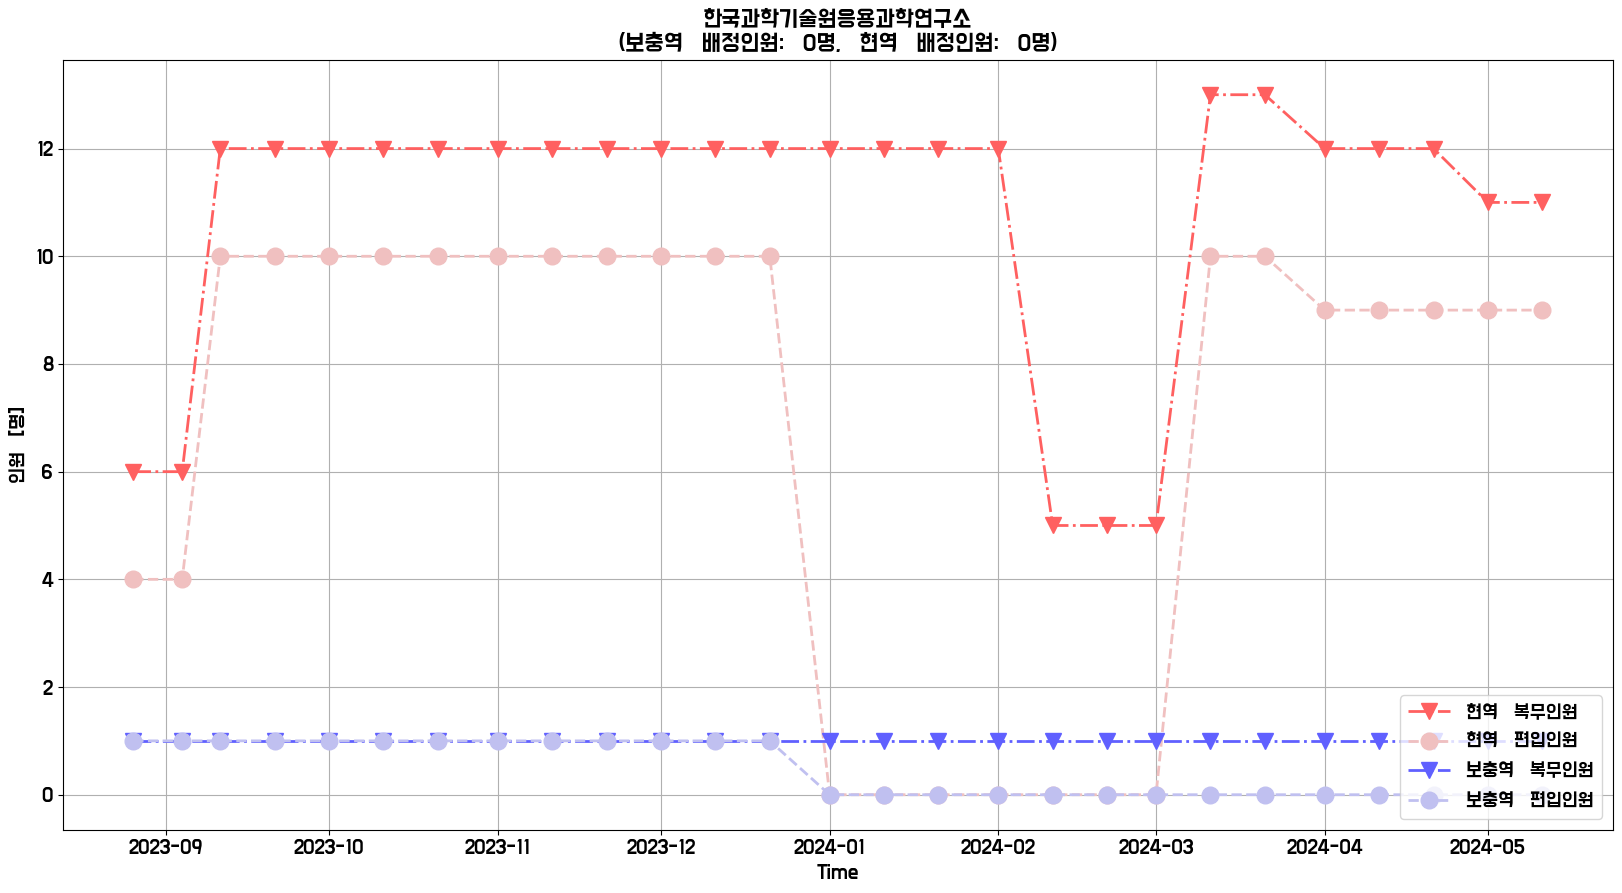 한국과학기술원응용과학연구소
(보충역 배정인원: 0명, 현역 배정인원: 0명)
12
10
8
6
4
2
0
인원 [명]
2023-09 2023-10 2023-11 2023-12 2024-01 2024-02 2024-03 2024-04 2024-05
Time
현역 복무인원
현역 편입인원
보충역 복무인원
보충역 편입인원